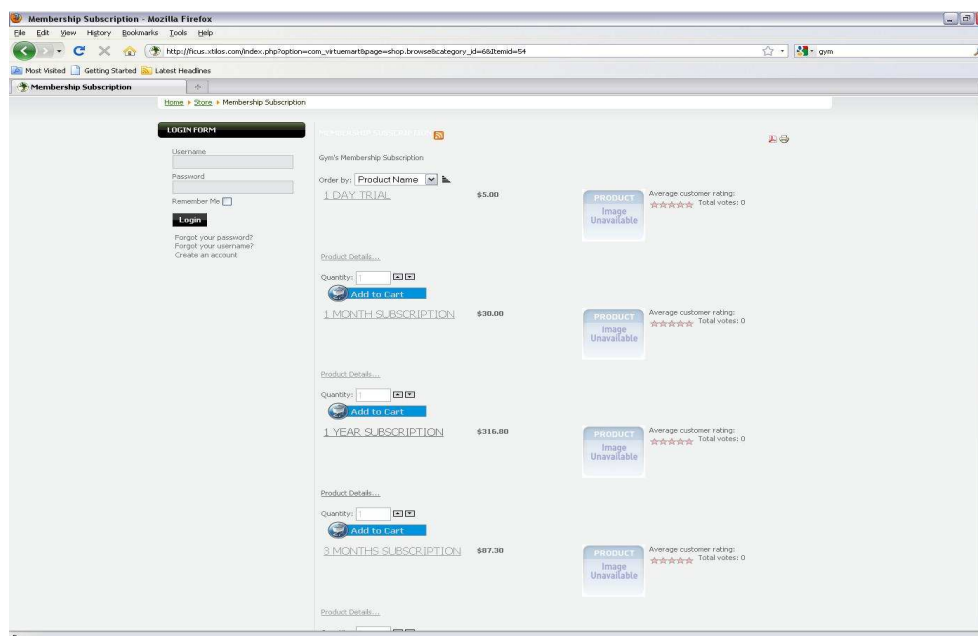 Membership Subscription - Mozilla Firefox
File Edit View History Bookmarks Tools Help
http://ficus.xtilos.com/index.php?option=com_virtuemart&page=shop.browse&category_id=6&Itemid=54
gym
Most Visited Getting Started Latest Headlines
Membership Subscription
Home Store Membership Subscription
LOGIN FORM
Username
Password
Remember Me
Login
Forgot your password?
Forgot your username?
Create an account
MEMBERSHIP SUBSCRIPTION
Gym's Membership Subscription
Order by: Product Name
1 DAY TRIAL $5.00
PRODUCT
Image
Unavailable
Average customer rating:
Total votes: 0
Product Details...
Quantity: 1
Add to Cart
1 MONTH SUBSCRIPTION $30.00
PRODUCT
Image
Unavailable
Average customer rating:
Total votes: 0
Product Details...
Quantity: 1
Add to Cart
1 YEAR SUBSCRIPTION $316.80
PRODUCT
Image
Unavailable
Average customer rating:
Total votes: 0
Product Details...
Quantity: 1
Add to Cart
3 MONTHS SUBSCRIPTION $87.30
PRODUCT
Image
Unavailable
Average customer rating:
Total votes: 0
Product Details...